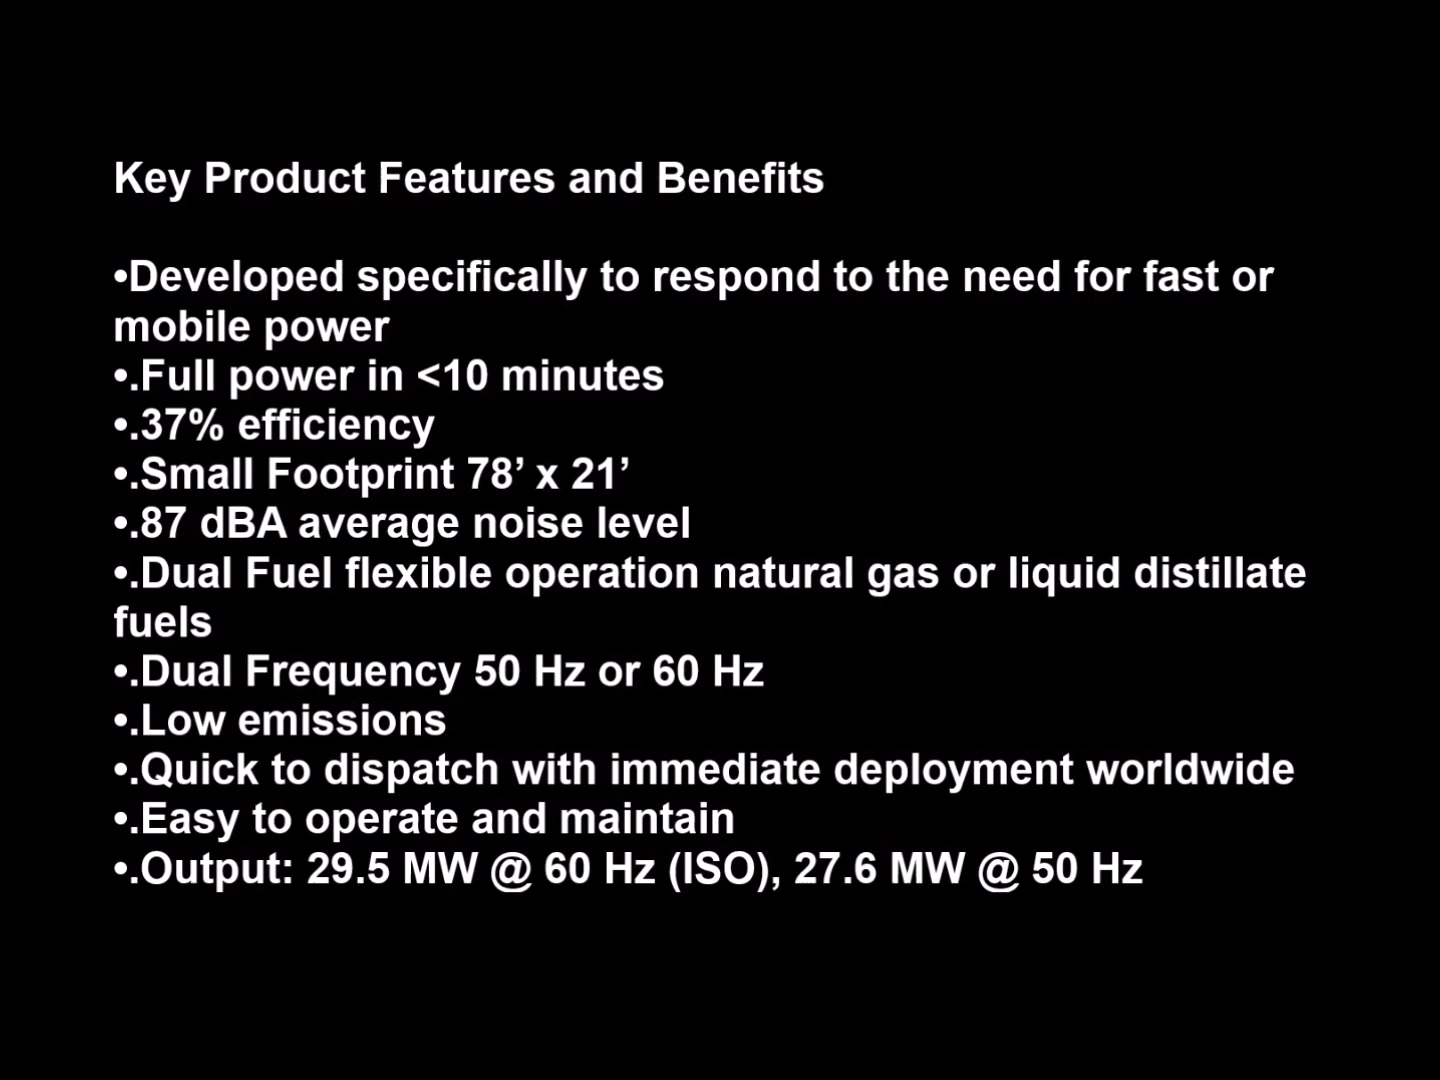 Key Product Features and Benefits
•Developed specifically to respond to the need for fast or
mobile power
•.Full power in <10 minutes
•.37% efficiency
•.Small Footprint 78’ x 21’
•.87 dBA average noise level
•.Dual Fuel flexible operation natural gas or liquid distillate
fuels
•.Dual Frequency 50 Hz or 60 Hz
•.Low emissions
•.Quick to dispatch with immediate deployment worldwide
•.Easy to operate and maintain
•.Output: 29.5 MW @ 60 Hz (ISO), 27.6 MW @ 50 Hz